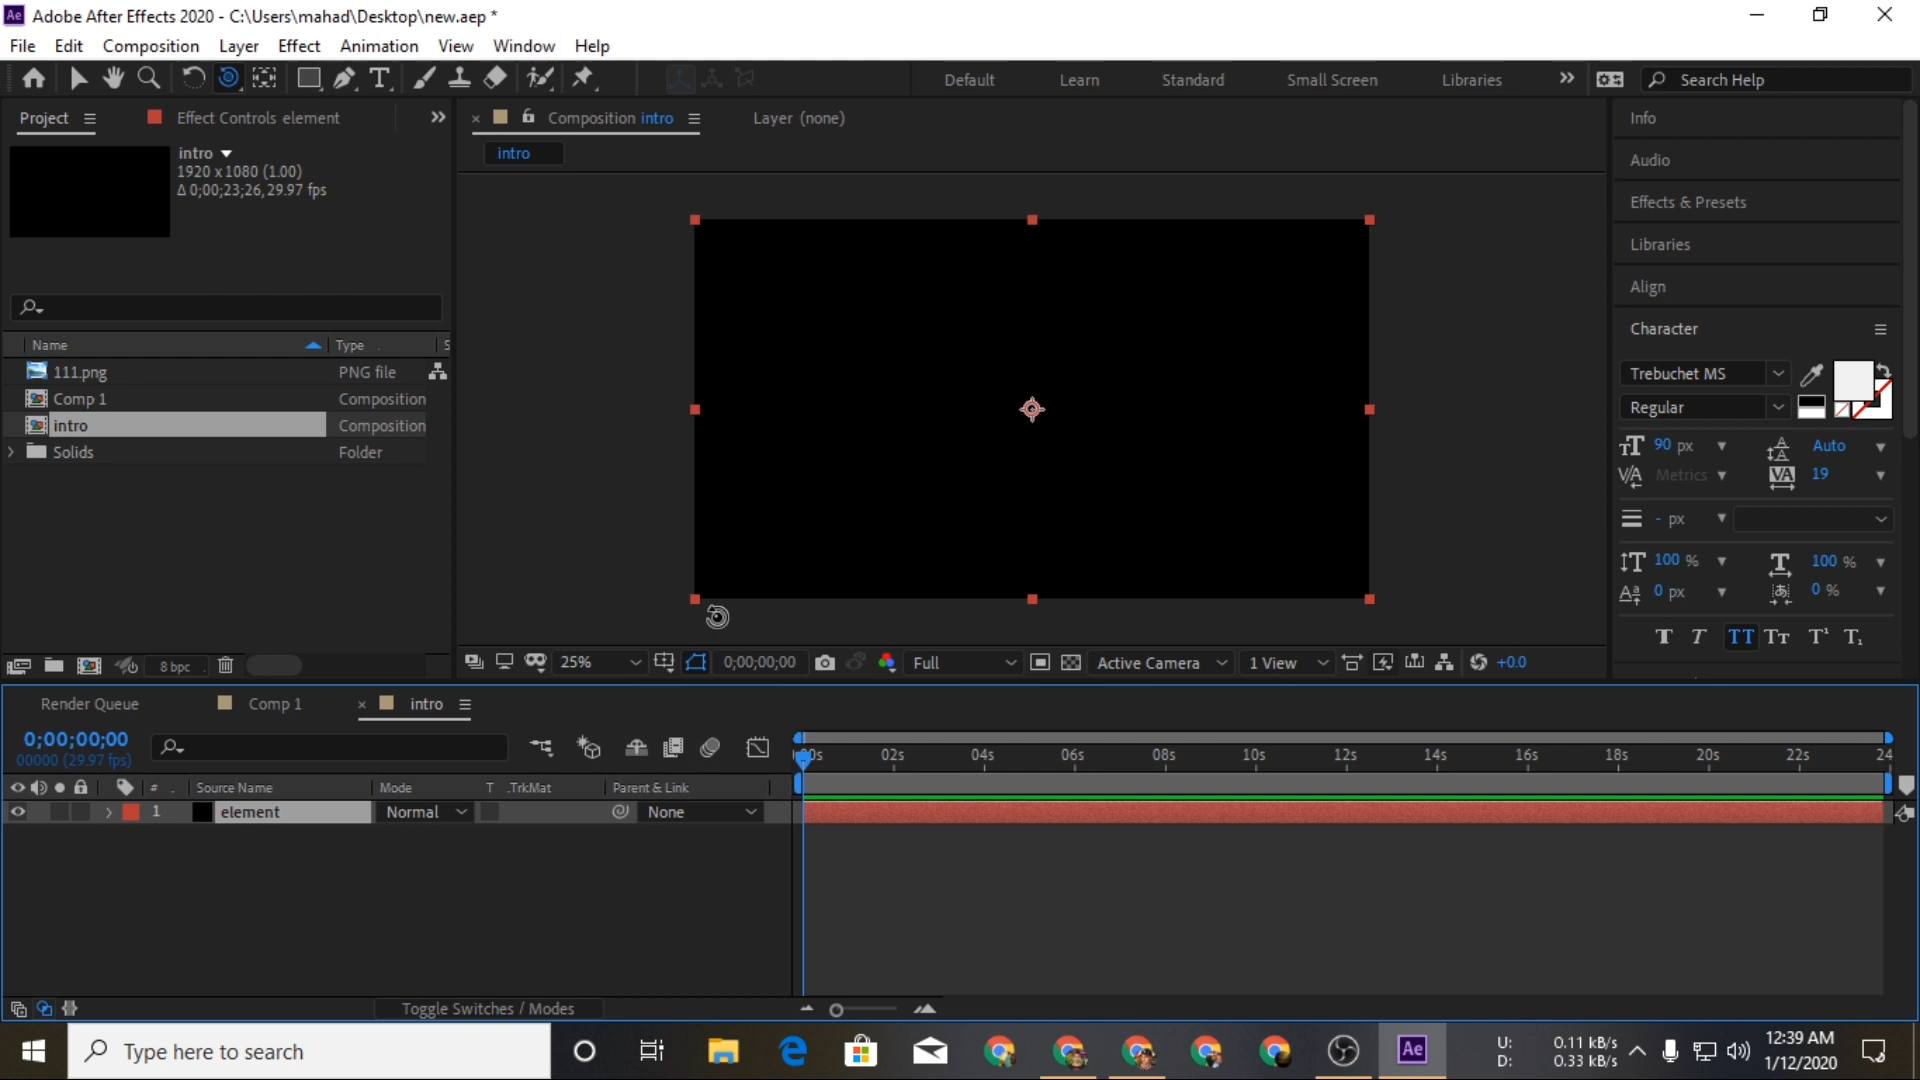 Ae Adobe After Effects 2020 - C:\Users\mahad\Desktop\new.aep *
File Edit Composition Layer Effect Animation View Window Help
Default Learn Standard Small Screen Libraries Search Help
Project Effect Controls element
Composition intro Layer (none)
intro
intro
1920 x 1080 (1.00)
Δ 0;00;23;26, 29.97 fps
Name Type S
111.png PNG file
Comp 1 Composition
intro Composition
Solids Folder
8 bpc
25% 0;00;00;00 Full Active Camera 1 View +0.0
Info
Audio
Effects & Presets
Libraries
Align
Character
Trebuchet MS
Regular
90 px Auto
Metrics 19
- px
100 % 100 %
0 px 0 %
T T TT Tт T¹ T₁
Render Queue Comp 1 intro
0;00;00;00
00000 (29.97 fps)
:00s 02s 04s 06s 08s 10s 12s 14s 16s 18s 20s 22s 24
# Source Name Mode T .TrkMat Parent & Link
1 element Normal None
Toggle Switches / Modes
Type here to search
Ae
U: 0.11 kB/s
D: 0.33 kB/s
12:39 AM
1/12/2020